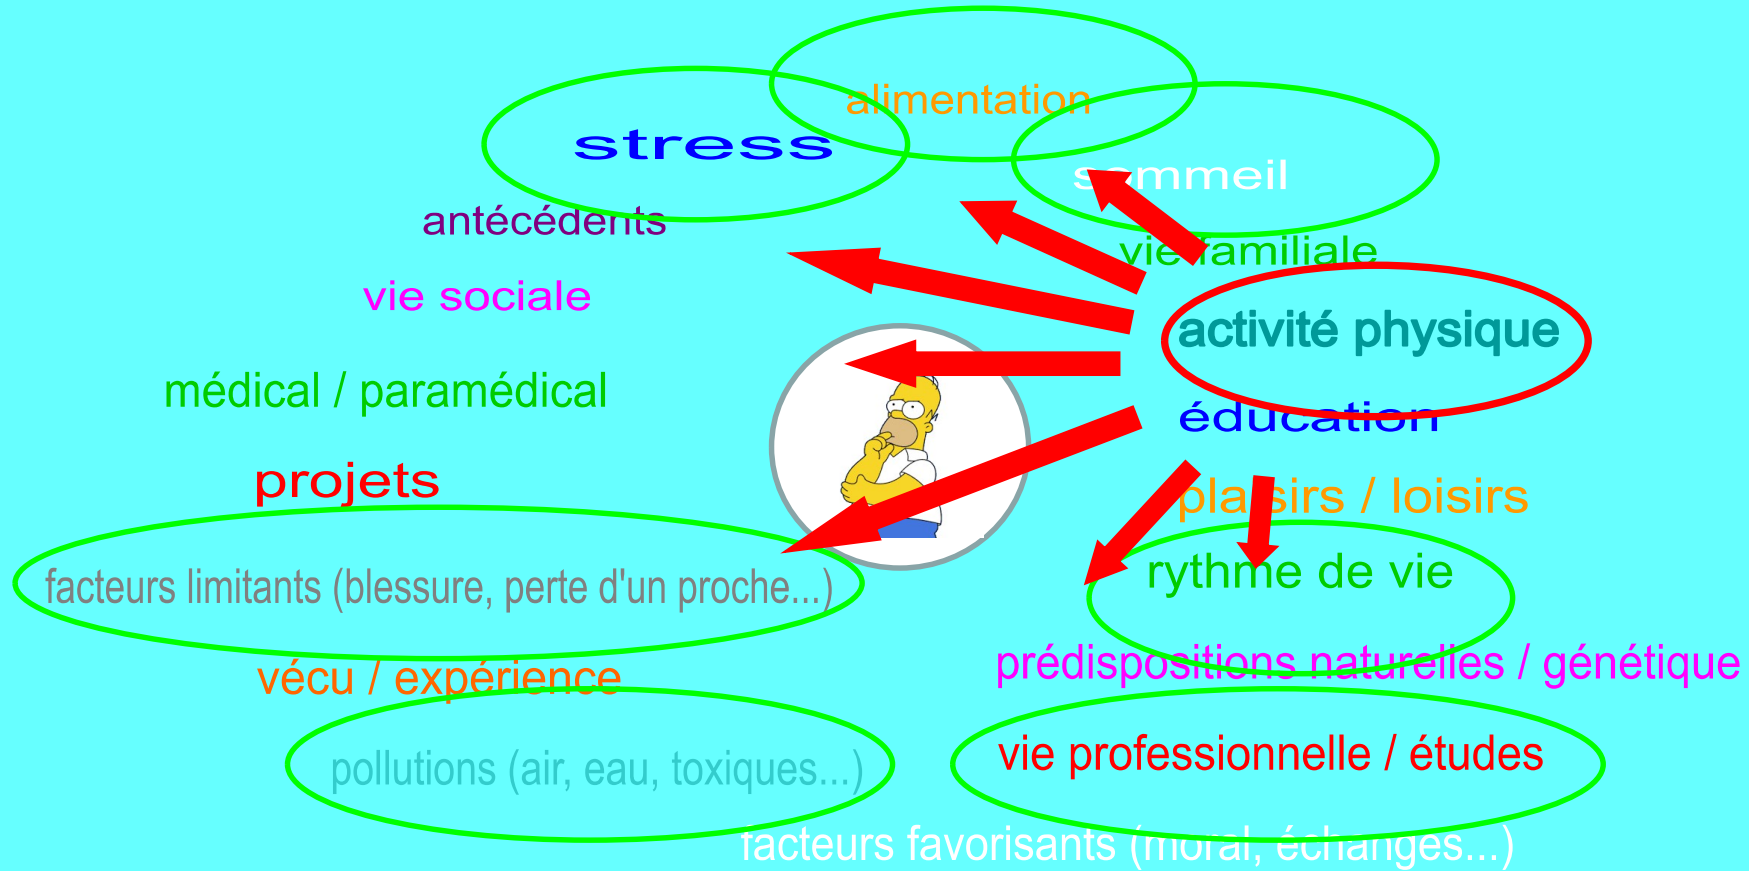 alimentation
stress
sommeil
antécédents
vie familiale
vie sociale
activité physique
médical / paramédical
éducation
projets
plaisirs / loisirs
rythme de vie
facteurs limitants (blessure, perte d'un proche...)
prédispositions naturelles / génétique
vécu / expérience
vie professionnelle / études
pollutions (air, eau, toxiques...)
facteurs favorisants (moral, échanges...)